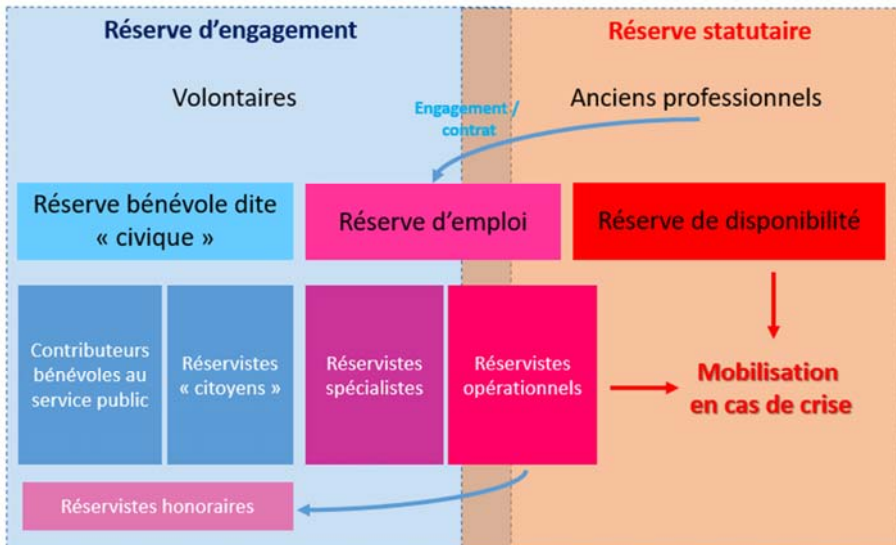 Réserve d’engagement
Réserve statutaire
Volontaires
Anciens professionnels
Engagement /
contrat
Réserve bénévole dite
« civique »
Réserve d’emploi
Réserve de disponibilité
Contributeurs
bénévoles au
service public
Réservistes
« citoyens »
Réservistes
spécialistes
Réservistes
opérationnels
Mobilisation
en cas de crise
Réservistes honoraires